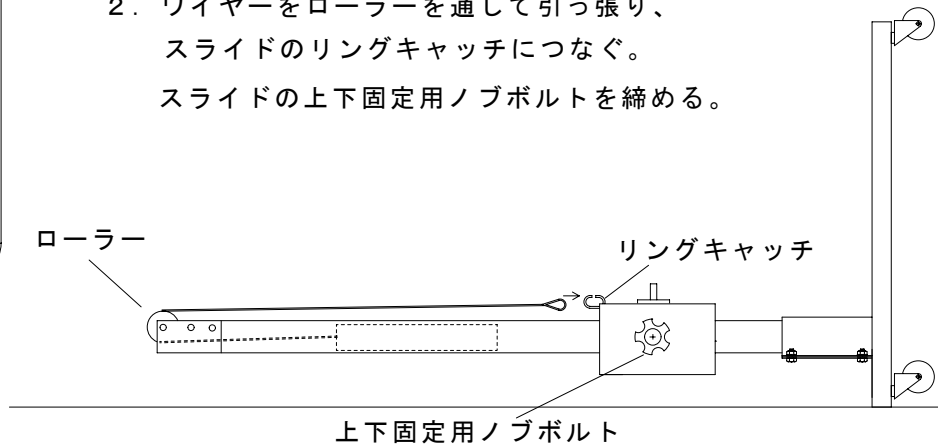 2. ワイヤーをローラーを通して引っ張り、
スライドのリングキャッチにつなぐ。
スライドの上下固定用ノブボルトを締める。
ローラー
リングキャッチ
上下固定用ノブボルト